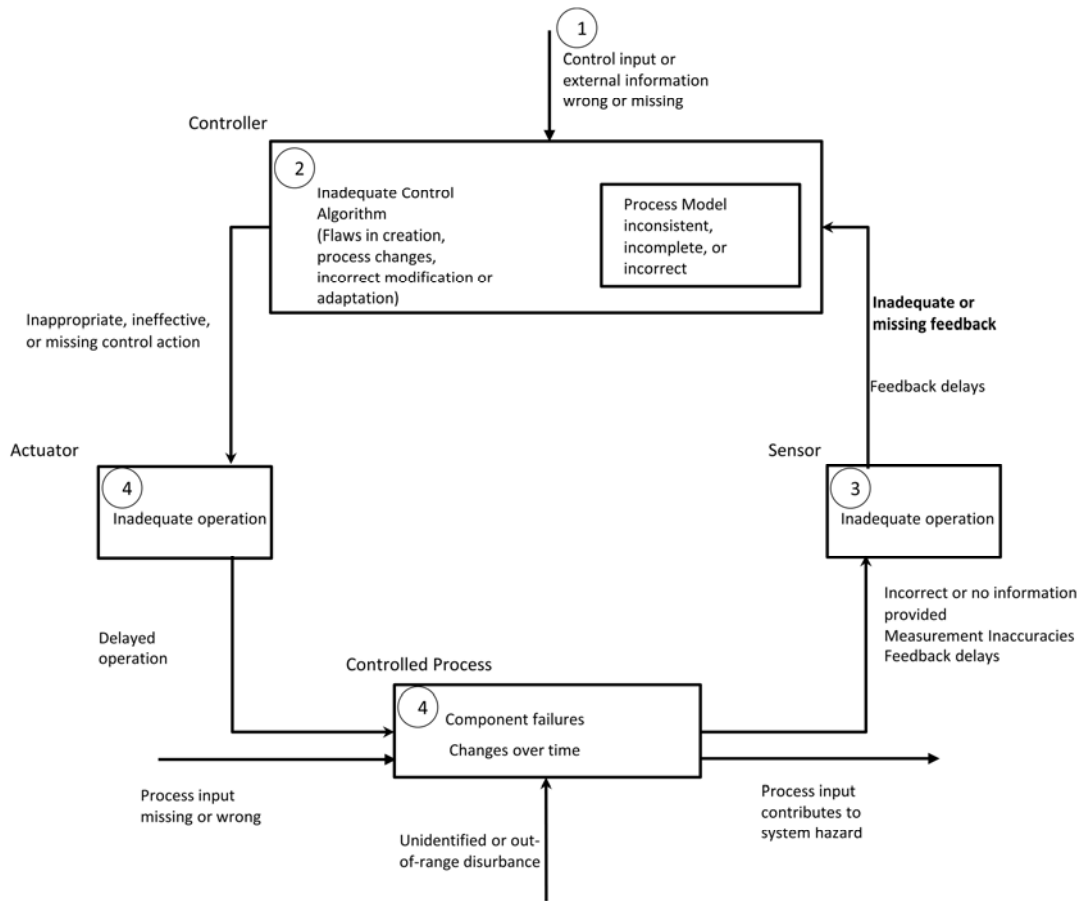 1
Control input or
external information
wrong or missing
Controller
2
Inadequate Control
Algorithm
(Flaws in creation,
process changes,
incorrect modification or
adaptation)
Process Model
inconsistent,
incomplete, or
incorrect
Inappropriate, ineffective,
or missing control action
Inadequate or
missing feedback
Feedback delays
Actuator
4
Inadequate operation
Sensor
3
Inadequate operation
Delayed
operation
Incorrect or no information
provided
Measurement Inaccuracies
Feedback delays
Controlled Process
4
Component failures
Changes over time
Process input
missing or wrong
Unidentified or out-
of-range disurbance
Process input
contributes to
system hazard